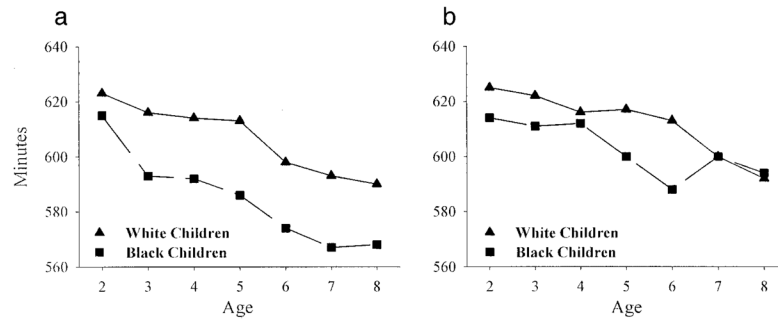 a
640
620
600
580
560
Minutes
White Children
Black Children
2 3 4 5 6 7 8
Age
b
640
620
600
580
560
White Children
Black Children
2 3 4 5 6 7 8
Age